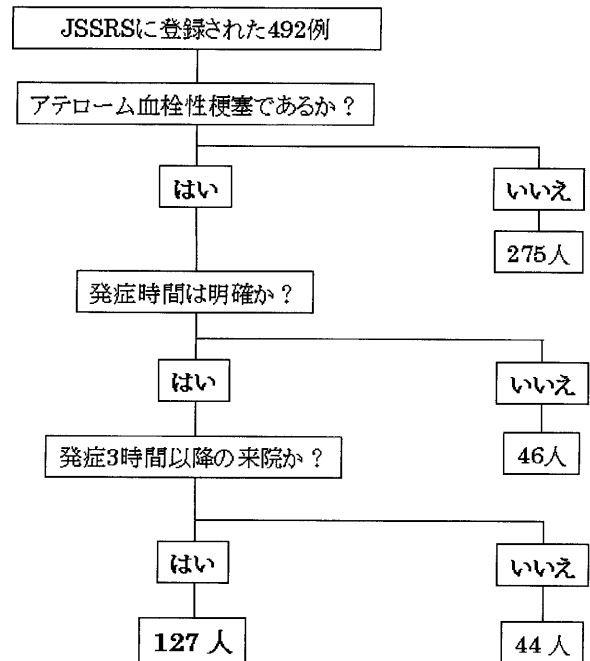 JSSRSに登録された492例
アテローム血栓性梗塞であるか？
はい
いいえ
275人
発症時間は明確か？
はい
いいえ
46人
発症3時間以降の来院か？
はい
いいえ
127 人
44 人